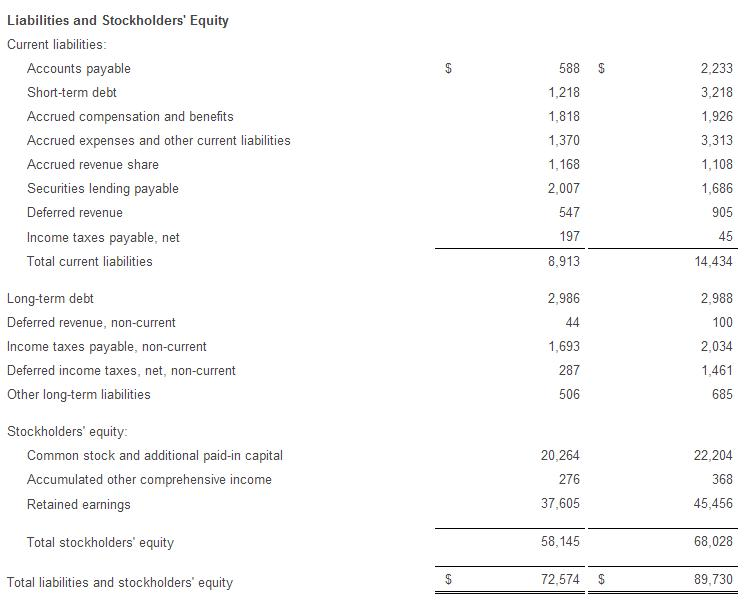 Liabilities and Stockholders' Equity
Current liabilities:
Accounts payable $ 588 $ 2,233
Short-term debt 1,218 3,218
Accrued compensation and benefits 1,818 1,926
Accrued expenses and other current liabilities 1,370 3,313
Accrued revenue share 1,168 1,108
Securities lending payable 2,007 1,686
Deferred revenue 547 905
Income taxes payable, net 197 45
Total current liabilities 8,913 14,434
Long-term debt 2,986 2,988
Deferred revenue, non-current 44 100
Income taxes payable, non-current 1,693 2,034
Deferred income taxes, net, non-current 287 1,461
Other long-term liabilities 506 685
Stockholders' equity:
Common stock and additional paid-in capital 20,264 22,204
Accumulated other comprehensive income 276 368
Retained earnings 37,605 45,456
Total stockholders' equity 58,145 68,028
Total liabilities and stockholders' equity $ 72,574 $ 89,730